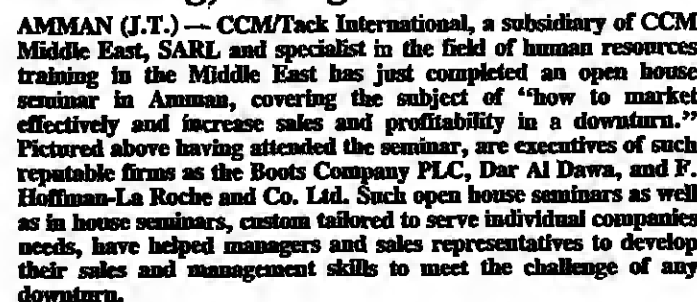 AMMAN (J.T.) — CCM/Tack International, a subsidiary of CCM
Middle East, SARL and specialist in the field of human resources
training in the Middle East has just completed an open house
seminar in Amman, covering the subject of “how to market
effectively and increase sales and profitability in a downturn.”
Pictured above having attended the seminar, are executives of such
reputable firms as the Boots Company PLC, Dar Al Dawa, and F.
Hoffman-La Roche and Co. Ltd. Such open house seminars as well
as in house seminars, custom tailored to serve individual companies
needs, have helped managers and sales representatives to develop
their sales and management skills to meet the challenge of any
downturn.